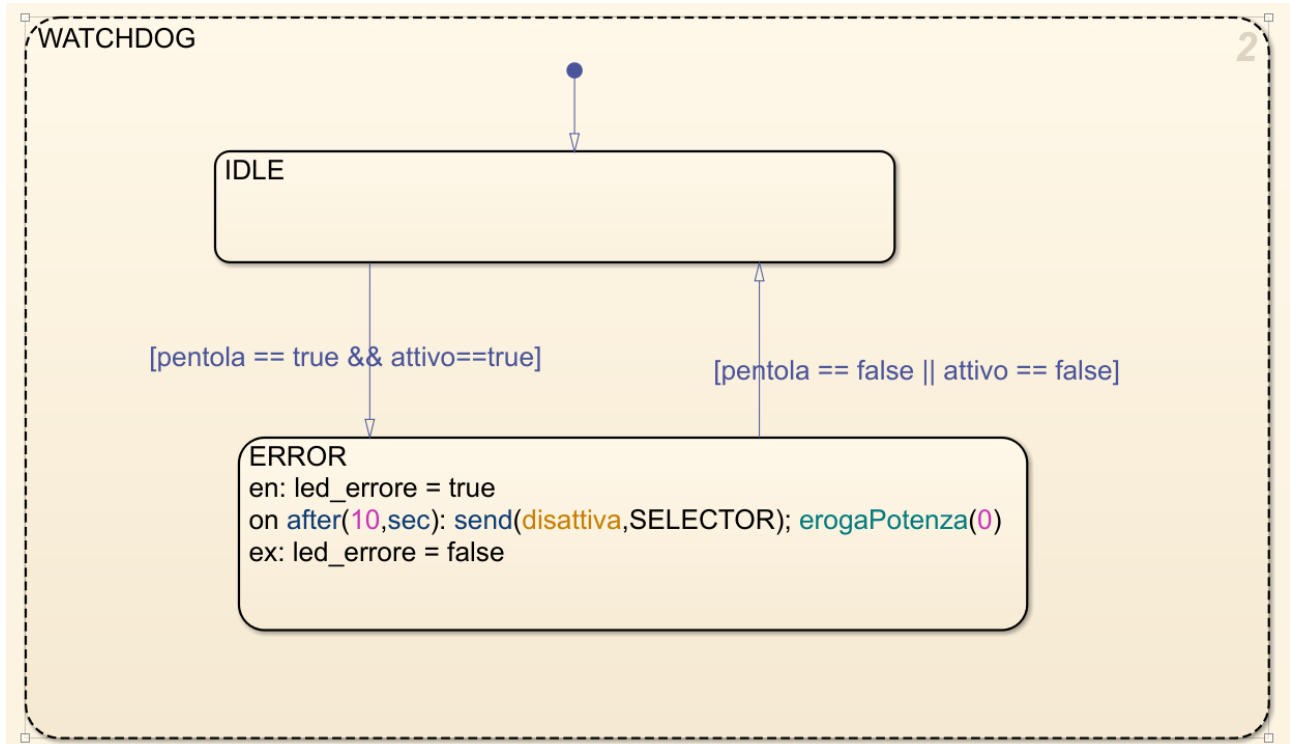 WATCHDOG
2
IDLE
[pentola == true && attivo==true]
[pentola == false || attivo == false]
ERROR
en: led_errore = true
on after(10,sec): send(disattiva,SELECTOR); erogaPotenza(0)
ex: led_errore = false